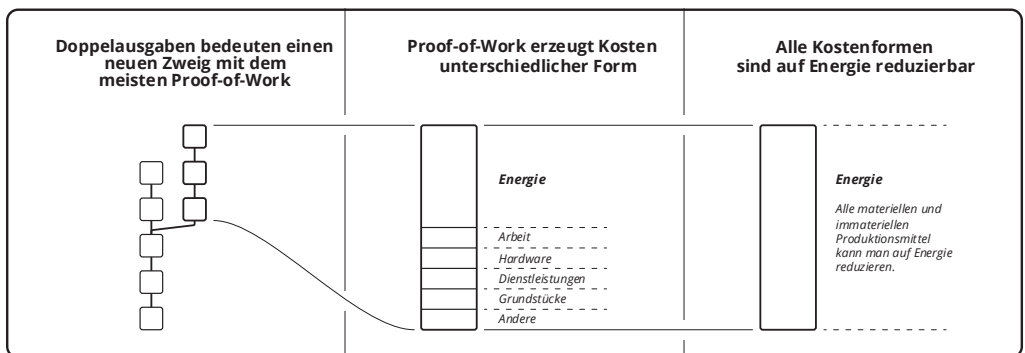 Doppelausgaben bedeuten einen
neuen Zweig mit dem
meisten Proof-of-Work
Proof-of-Work erzeugt Kosten
unterschiedlicher Form
Energie
Arbeit
Hardware
Dienstleistungen
Grundstücke
Andere
Alle Kostenformen
sind auf Energie reduzierbar
Energie
Alle materiellen und
immateriellen
Produktionsmittel
kann man auf Energie
reduzieren.